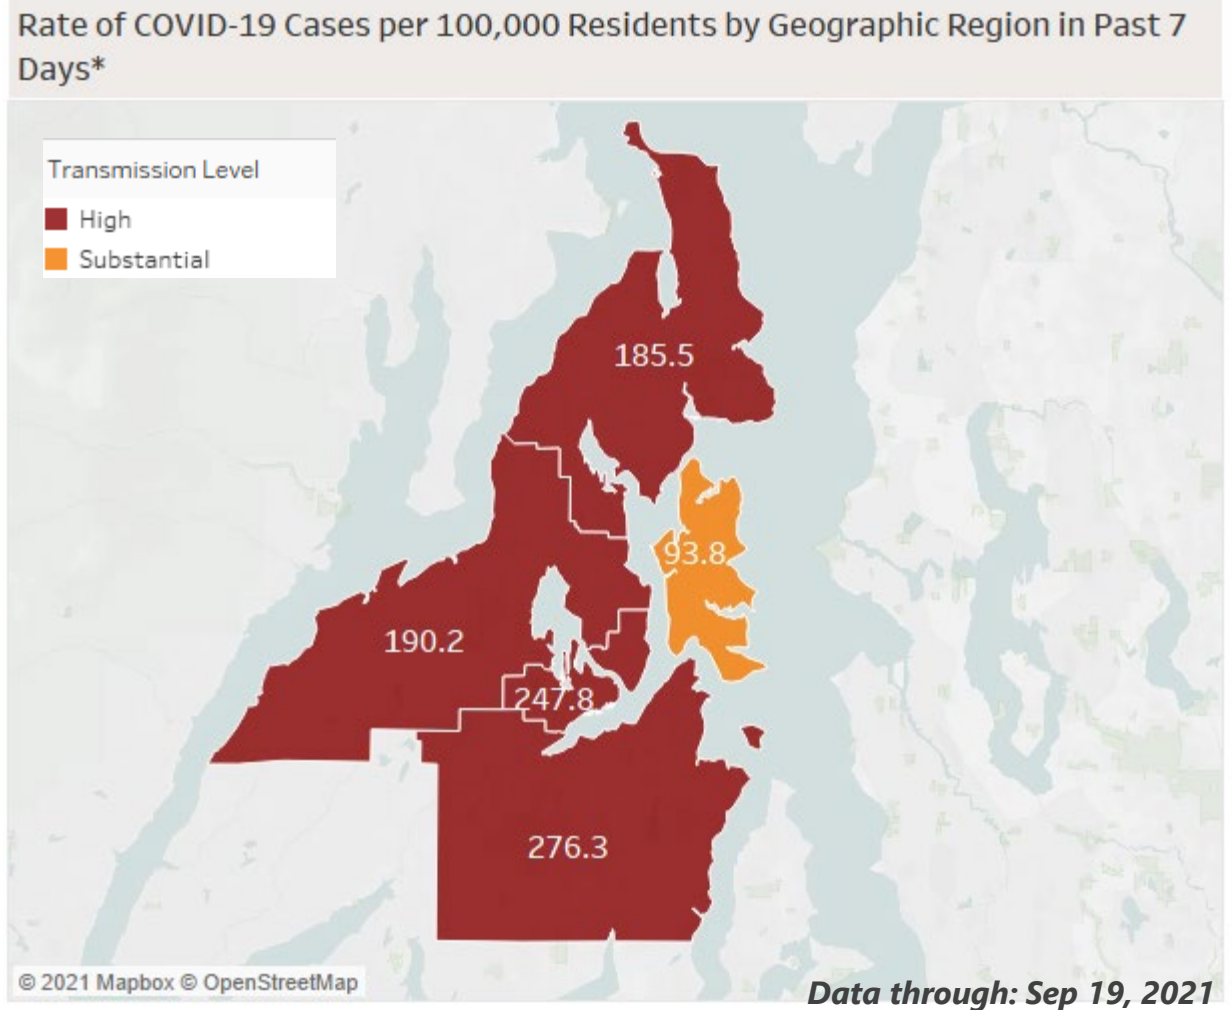 Rate of COVID-19 Cases per 100,000 Residents by Geographic Region in Past 7
Days*
Transmission Level
High
Substantial
185.5
93.8
190.2
247.8
276.3
© 2021 Mapbox © OpenStreetMap
Data through: Sep 19, 2021